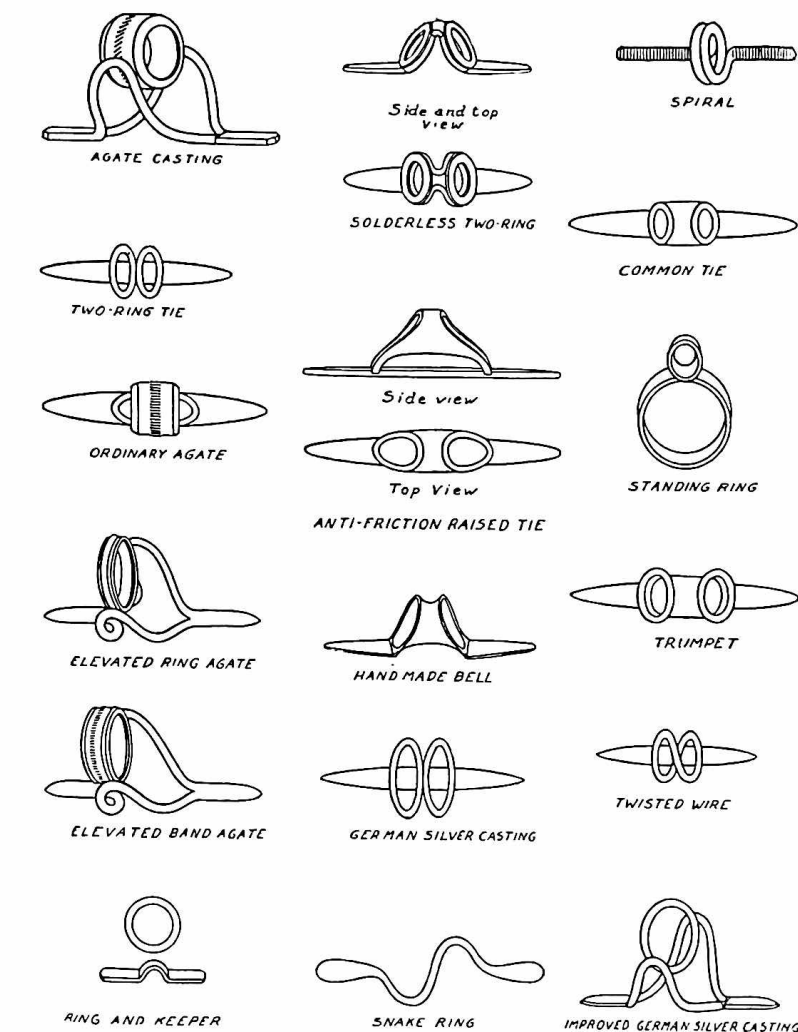 AGATE CASTING
Side and top
view
SPIRAL
SOLDERLESS TWO-RING
COMMON TIE
TWO-RING TIE
Side view
ORDINARY AGATE
Top View
STANDING RING
ANTI-FRICTION RAISED TIE
ELEVATED RING AGATE
HAND MADE BELL
TRUMPET
ELEVATED BAND AGATE
GERMAN SILVER CASTING
TWISTED WIRE
RING AND KEEPER
SNAKE RING
IMPROVED GERMAN SILVER CASTING